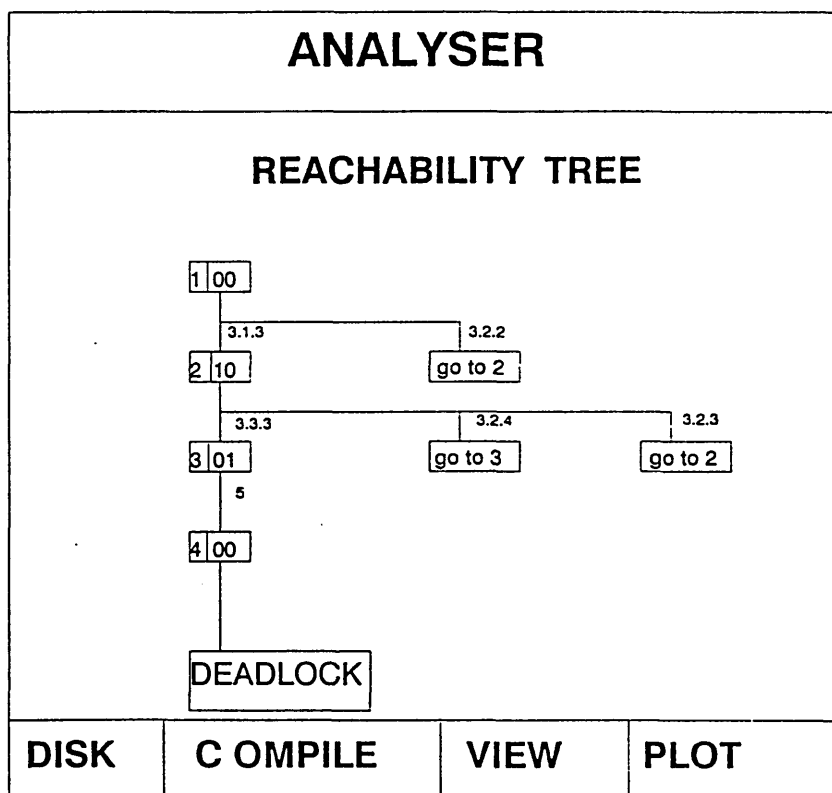 ANALYSER
REACHABILITY TREE
1 00
3.1.3 3.2.2
2 10 go to 2
3.3.3 3.2.4 3.2.3
3 01 go to 3 go to 2
5
4 00
DEADLOCK
DISK C OMPILE VIEW PLOT